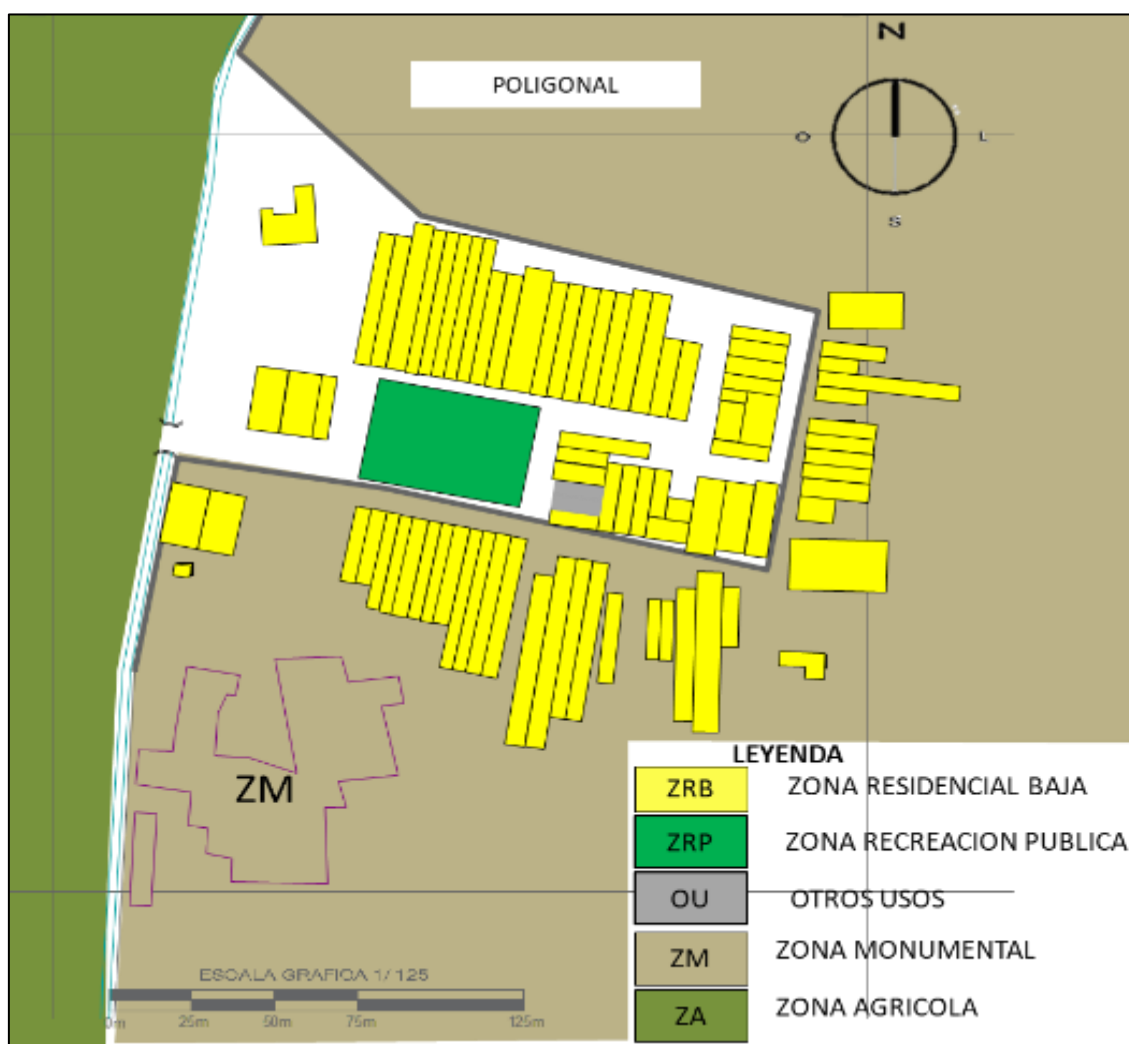 N
POLIGONAL
O
L
S
ZM
LEYENDA
ZRB ZONA RESIDENCIAL BAJA
ZRP ZONA RECREACION PUBLICA
OU OTROS USOS
ZM ZONA MONUMENTAL
ZA ZONA AGRICOLA
ESCALA GRAFICA 1/ 125
0m 25m 50m 75m 125m